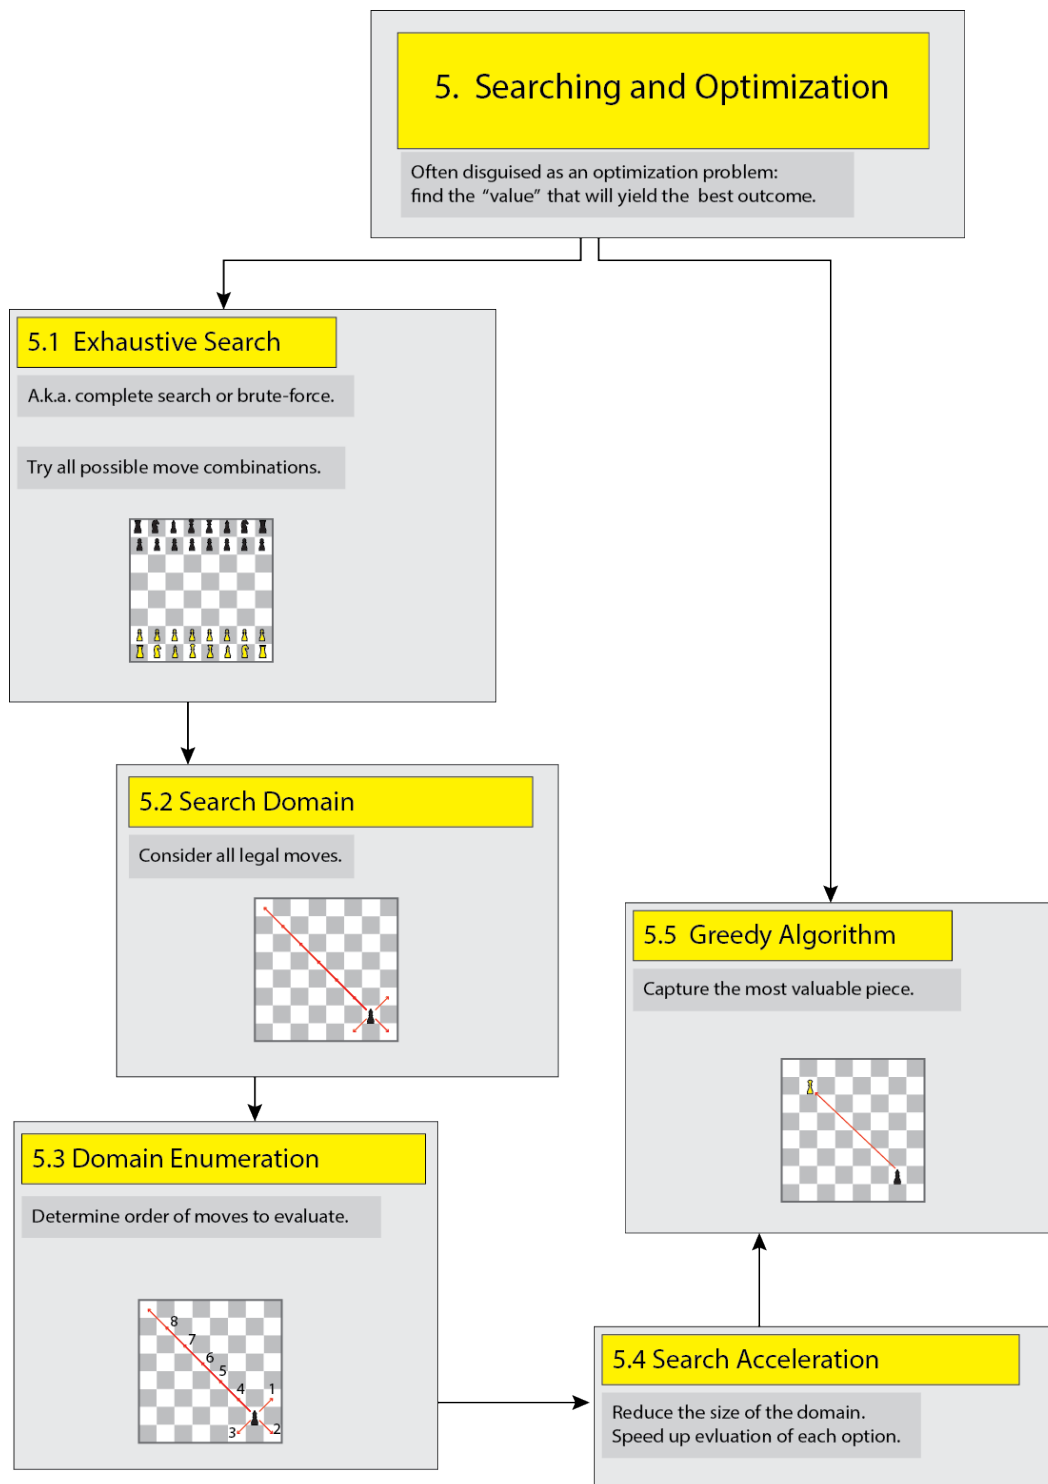 5.  Searching and Optimization
Often disguised as an optimization problem:
find the “value” that will yield the best outcome.
5.1  Exhaustive Search
A.k.a. complete search or brute-force.
Try all possible move combinations.
5.2 Search Domain
Consider all legal moves.
5.3 Domain Enumeration
Determine order of moves to evaluate.
8
7
6
5
4
1
3
2
5.4 Search Acceleration
Reduce the size of the domain.
Speed up evluation of each option.
5.5  Greedy Algorithm
Capture the most valuable piece.